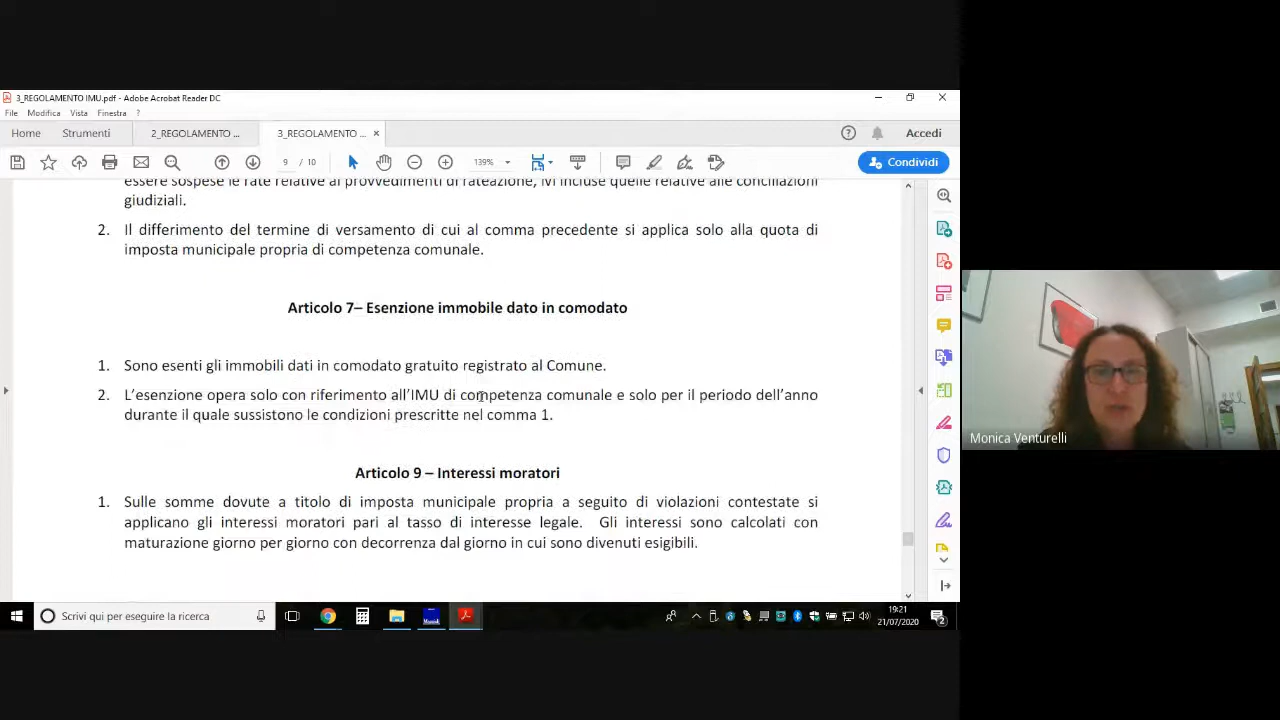 3_REGOLAMENTO IMU.pdf - Adobe Acrobat Reader DC
File Modifica Vista Finestra ?
Home Strumenti 2_REGOLAMENTO ... 3_REGOLAMENTO ... × Accedi
9 / 10 139% Condividi
essere sospese le rate relative ai provvedimenti di rateazione, ivi incluse quelle relative alle conciliazioni
giudiziali.
2. Il differimento del termine di versamento di cui al comma precedente si applica solo alla quota di
imposta municipale propria di competenza comunale.
Articolo 7– Esenzione immobile dato in comodato
1. Sono esenti gli immobili dati in comodato gratuito registrato al Comune.
2. L’esenzione opera solo con riferimento all’IMU di competenza comunale e solo per il periodo dell’anno
durante il quale sussistono le condizioni prescritte nel comma 1.
Articolo 9 – Interessi moratori
1. Sulle somme dovute a titolo di imposta municipale propria a seguito di violazioni contestate si
applicano gli interessi moratori pari al tasso di interesse legale. Gli interessi sono calcolati con
maturazione giorno per giorno con decorrenza dal giorno in cui sono divenuti esigibili.
Monica Venturelli
Scrivi qui per eseguire la ricerca
19:21
21/07/2020
2